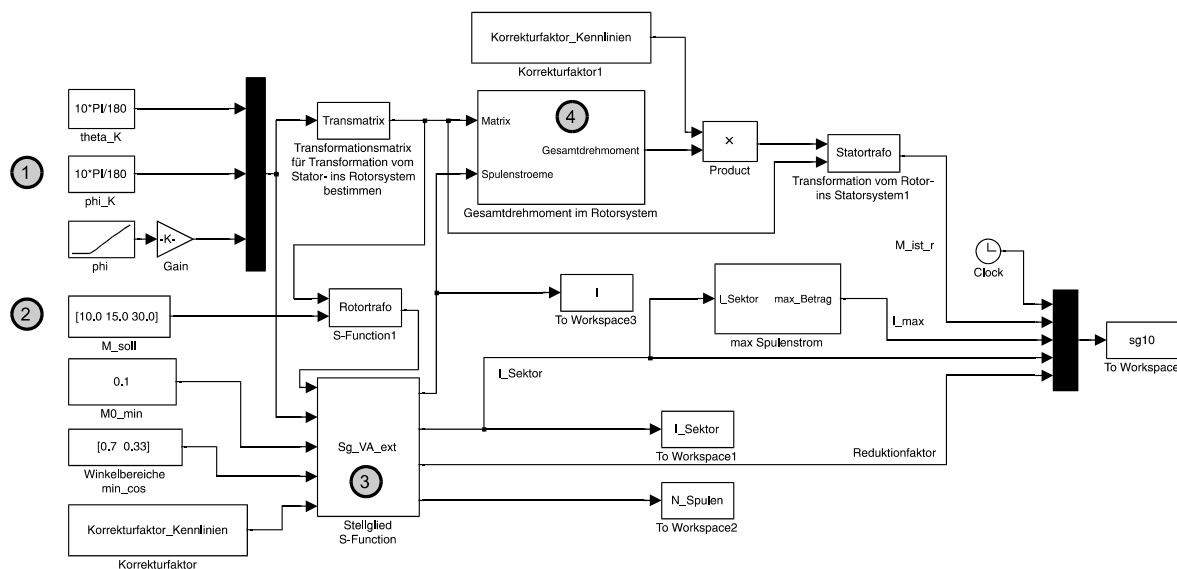 Korrekturfaktor_Kennlinien
Korrekturfaktor1
10*PI/180
theta_K
1
10*PI/180
phi_K
phi
-K-
Gain
Transmatrix
Transformationsmatrix
für Transformation vom
Stator- ins Rotorsystem
bestimmen
4
Matrix
Gesamtdrehmoment
Spulenstroeme
Gesamtdrehmoment im Rotorsystem
×
Product
Statortrafo
Transformation vom Rotor-
ins Statorsystem1
M_ist_r
Clock
2
[10.0 15.0 30.0]
M_soll
Rotortrafo
S-Function1
I
To Workspace3
I_Sektor
max_Betrag
max Spulenstrom
I_max
sg10
To Workspace
0.1
M0_min
I_Sektor
[0.7 0.33]
Winkelbereiche
min_cos
Sg_VA_ext
3
Stellglied
S-Function
I_Sektor
To Workspace1
Reduktionfaktor
N_Spulen
To Workspace2
Korrekturfaktor_Kennlinien
Korrekturfaktor